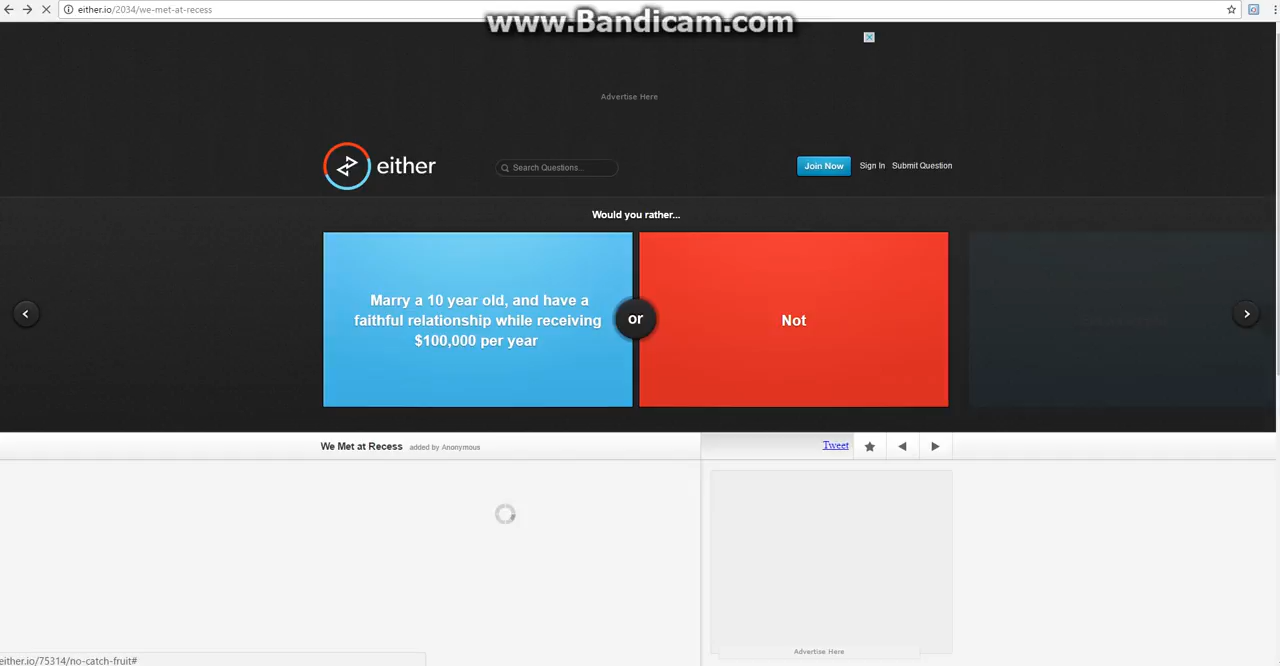 either.io/2034/we-met-at-recess
www.Bandicam.com
Advertise Here
either
Search Questions...
Join Now
Sign In
Submit Question
Would you rather...
Marry a 10 year old, and have a
faithful relationship while receiving
$100,000 per year
or
Not
We Met at Recess
added by Anonymous
Tweet
Advertise Here
either.io/75314/no-catch-fruit#